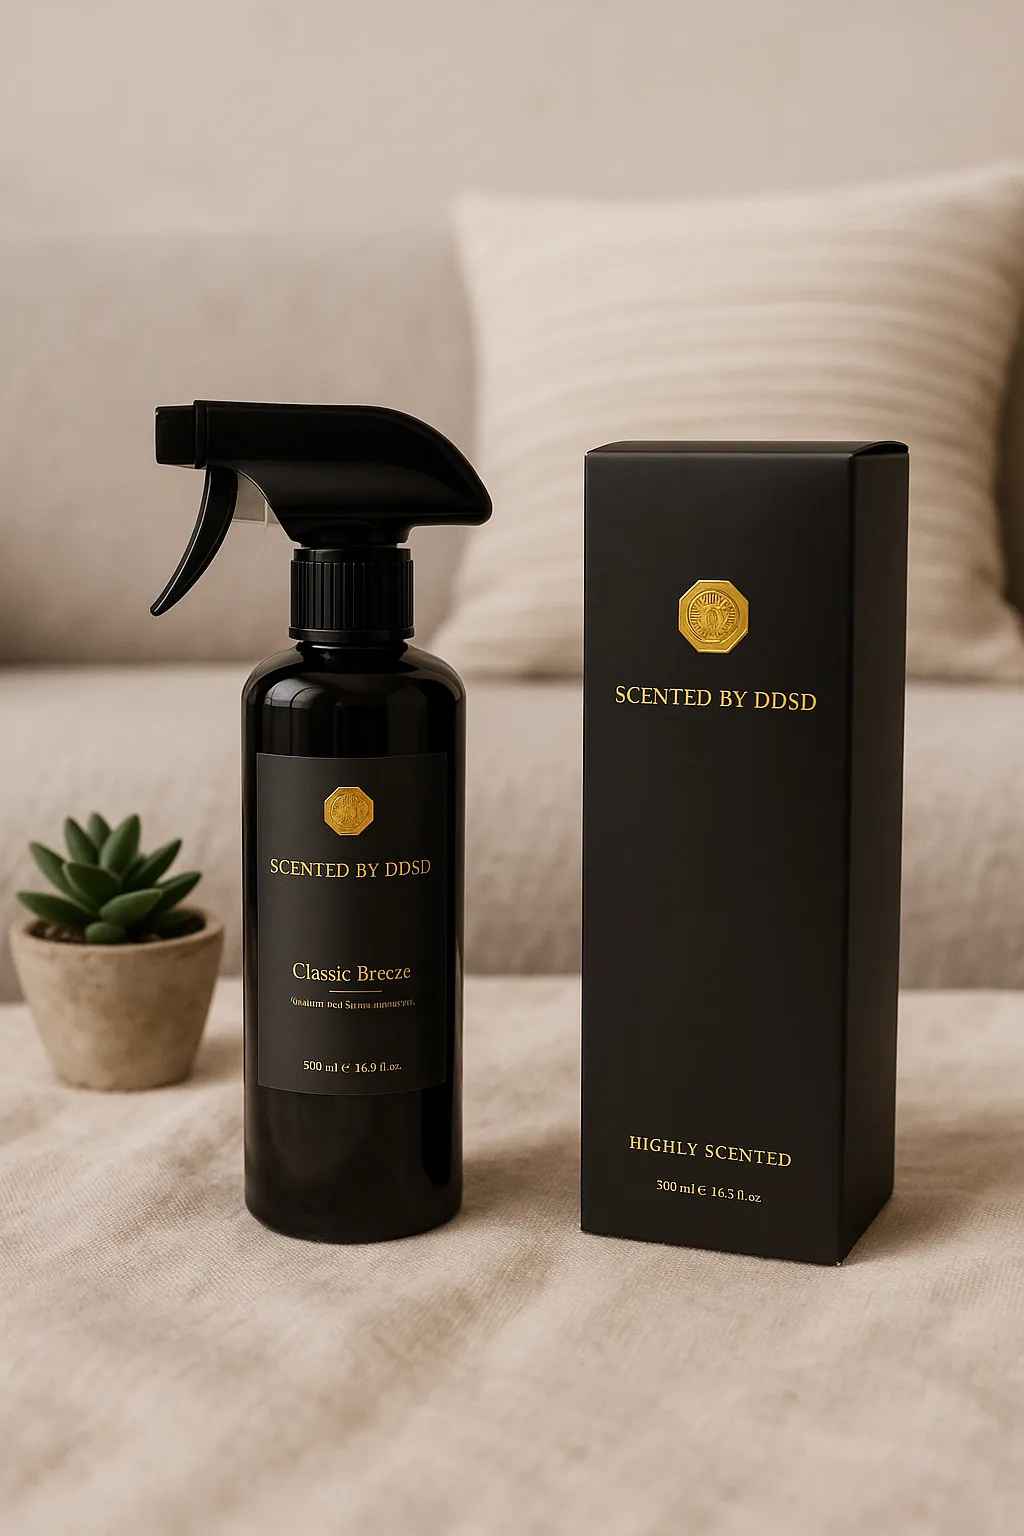 SCENTED BY DDSD
Classic Brecze
500 ml e 16.9 fl.oz.
SCENTED BY DDSD
HIGHLY SCENTED
300 ml e 16.3 fl.oz